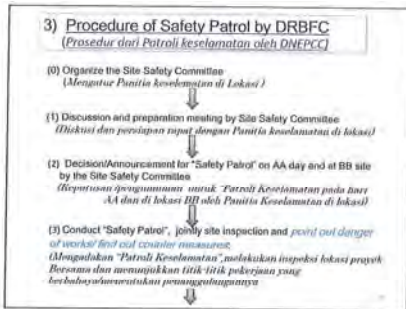 3) Procedure of Safety Patrol by DRBFC
(Prosedur dari Patroli keselamatan oleh DNEPCC)
(0) Organize the Site Safety Committee
(Mengatur Panitia keselamatan di Lokasi)
(1) Discussion and preparation meeting by Site Safety Committee
(Diskusi dan persiapan rapat dengan Panitia keselamatan di lokasi)
(2) Decision/Announcement for "Safety Patrol" on AA day and at BB site
by the Site Safety Committee
(Keputusan/pengumuman untuk "Patroli Keselamatan pada hari
AA dan di lokasi BB oleh Panitia Keselamatan di Lokasi)
(3) Conduct "Safety Patrol", jointly site inspection and point out danger
of works/ find out counter measures.
(Mengadakan "Patroli Keselamatan", melakukan inspeksi lokasi proyek
Bersama dan menunjukkan titik-titik pekerjaan yang
berbahaya/menentukan penanggulangannya